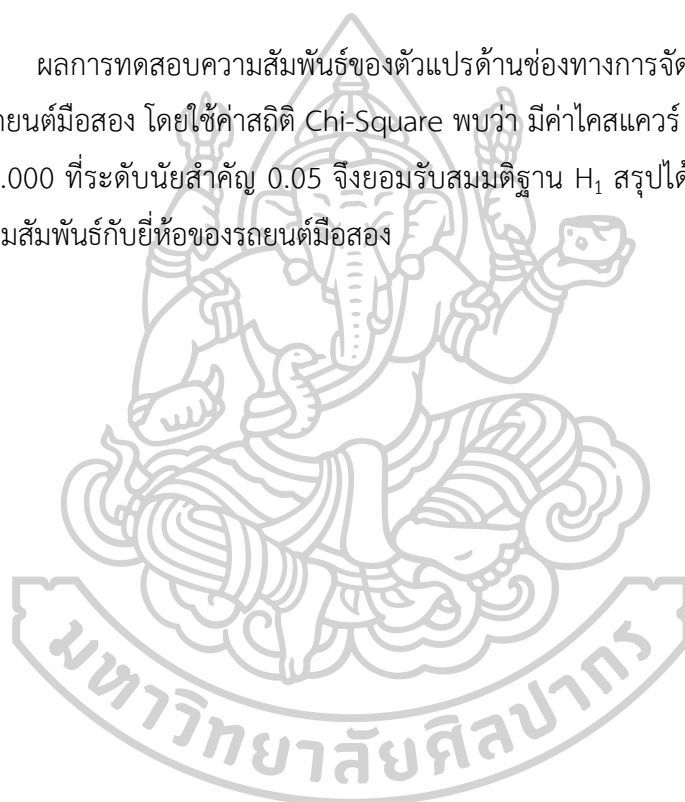 ผลการทดสอบความสัมพันธ์ของตัวแปรด้านช่องทางการจัด
ายนต์มือสอง โดยใช้ค่าสถิติ Chi-Square พบว่า มีค่าไคสแควร์
.000 ที่ระดับนัยสำคัญ 0.05 จึงยอมรับสมมติฐาน H₁ สรุปได้
มสัมพันธ์กับยี่ห้อของรถยนต์มือสอง
มหาวิทยาลัยศิลปากร